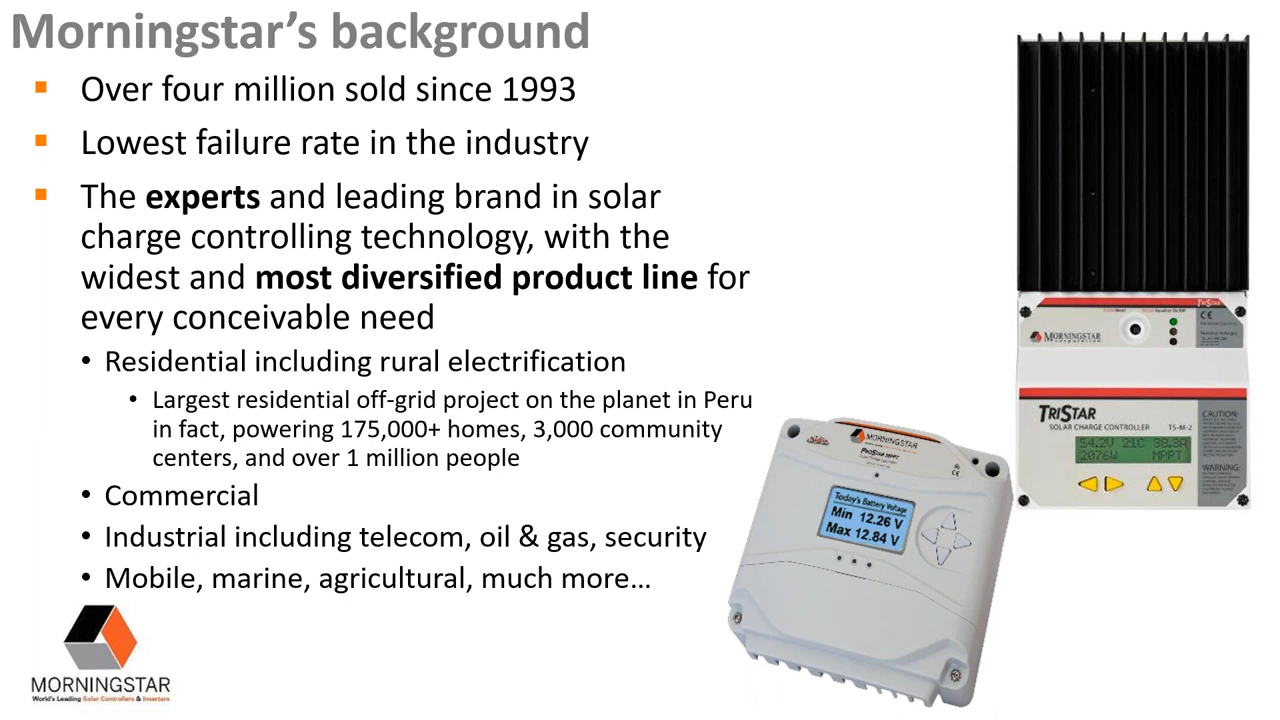 Morningstar’s background
Over four million sold since 1993
Lowest failure rate in the industry
The experts and leading brand in solar
charge controlling technology, with the
widest and most diversified product line for
every conceivable need
• Residential including rural electrification
• Largest residential off-grid project on the planet in Peru
in fact, powering 175,000+ homes, 3,000 community
centers, and over 1 million people
• Commercial
• Industrial including telecom, oil & gas, security
• Mobile, marine, agricultural, much more…
MORNINGSTAR
World's Leading Solar Controllers & Inverters
MORNINGSTAR
PROSTAR MPPT
Today's Battery Voltage
Min 12.26 V
Max 12.84 V
TRISTAR
MORNINGSTAR
corporation
TRISTAR
SOLAR CHARGE CONTROLLER TS-M-2
54.2V 21C 38.3A
2076W MPPT
CAUTION:
WARNING: